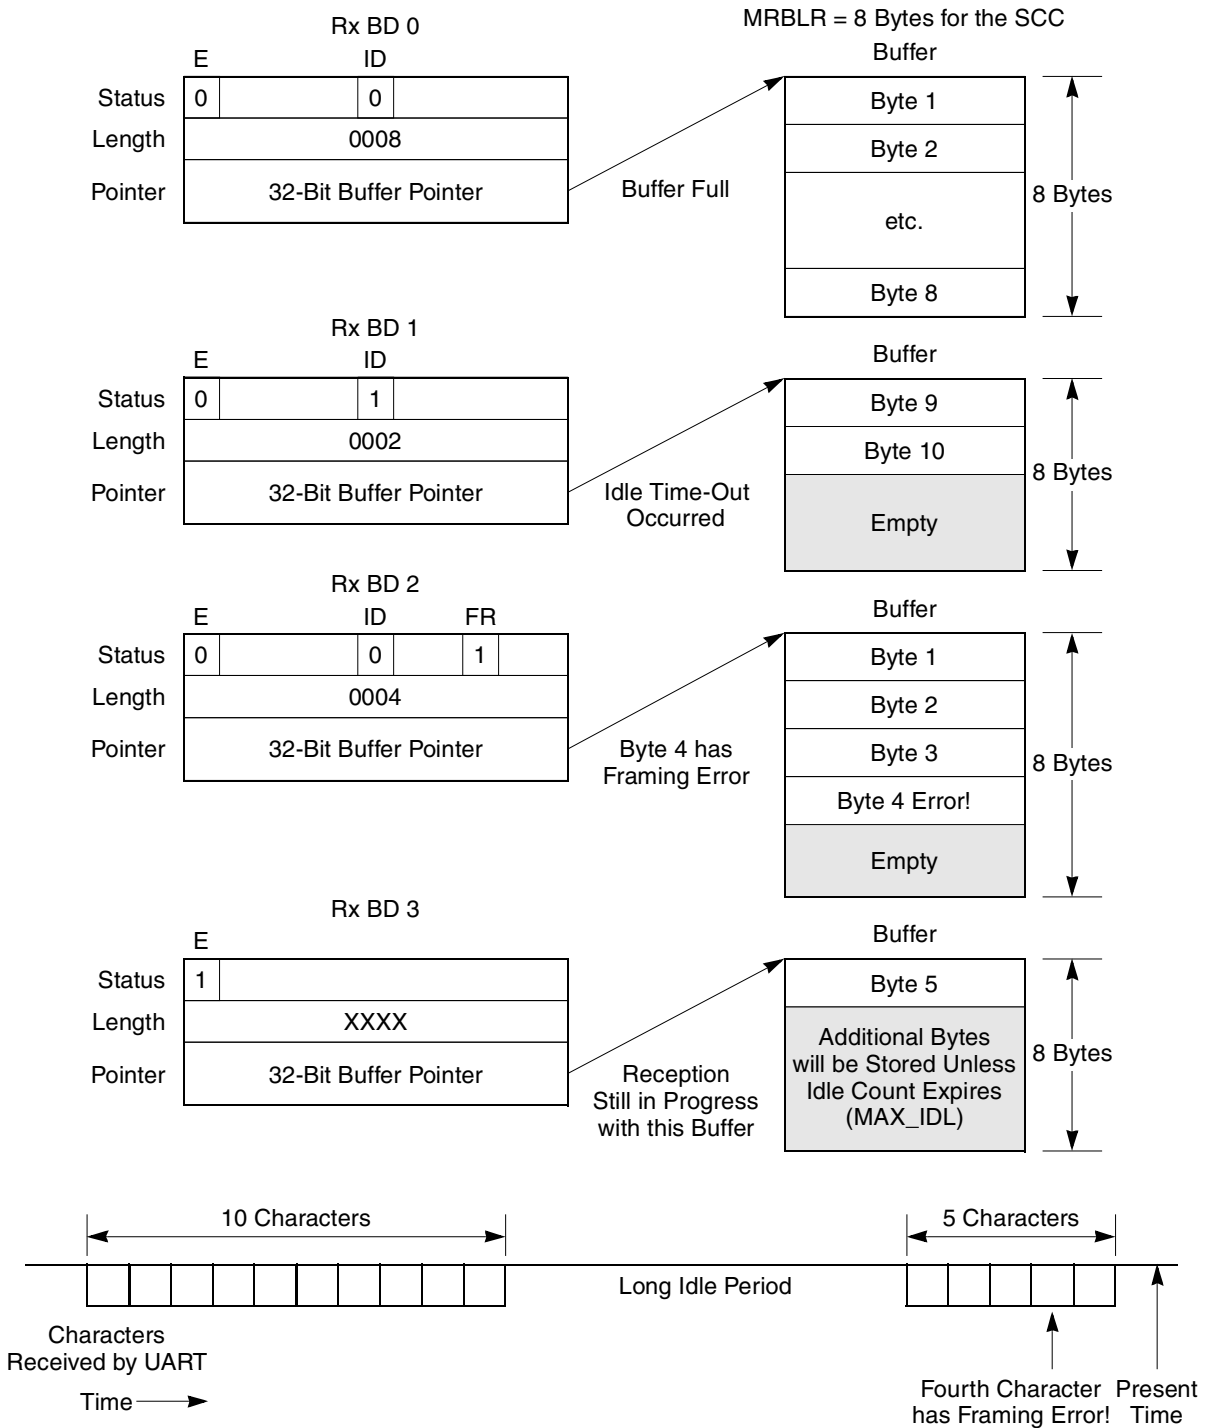 MRBLR = 8 Bytes for the SCC
Rx BD 0
E ID
Status 0 0
Length 0008
Pointer 32-Bit Buffer Pointer
Buffer Full
Buffer
Byte 1
Byte 2
etc.
Byte 8
8 Bytes
Rx BD 1
E ID
Status 0 1
Length 0002
Pointer 32-Bit Buffer Pointer
Idle Time-Out
Occurred
Buffer
Byte 9
Byte 10
Empty
8 Bytes
Rx BD 2
E ID FR
Status 0 0 1
Length 0004
Pointer 32-Bit Buffer Pointer
Byte 4 has
Framing Error
Buffer
Byte 1
Byte 2
Byte 3
Byte 4 Error!
Empty
8 Bytes
Rx BD 3
E
Status 1
Length XXXX
Pointer 32-Bit Buffer Pointer
Reception
Still in Progress
with this Buffer
Buffer
Byte 5
Additional Bytes
will be Stored Unless
Idle Count Expires
(MAX_IDL)
8 Bytes
10 Characters
5 Characters
Long Idle Period
Characters
Received by UART
Time
Fourth Character
has Framing Error!
Present
Time